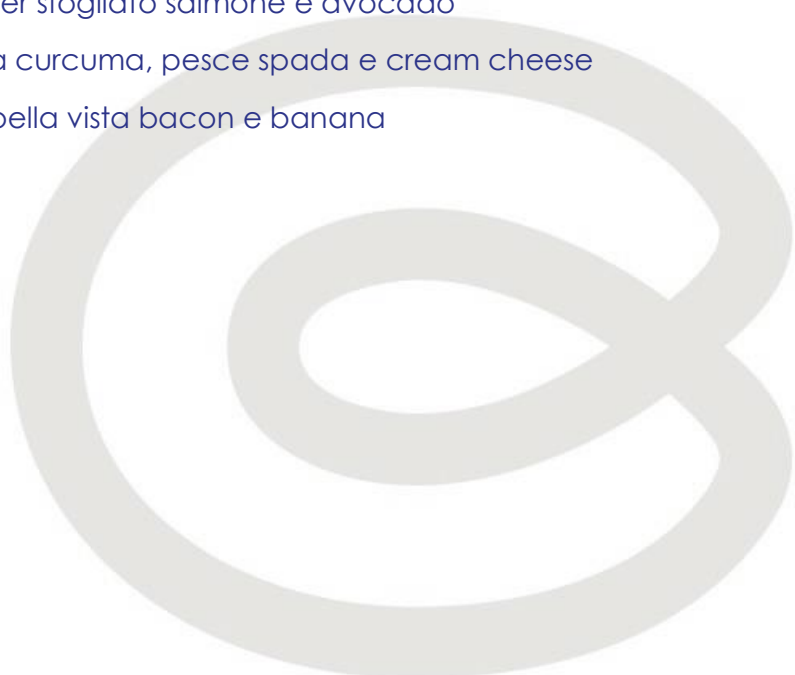 er sfogliato salmone e avocado
a curcuma, pesce spada e cream cheese
bella vista bacon e banana